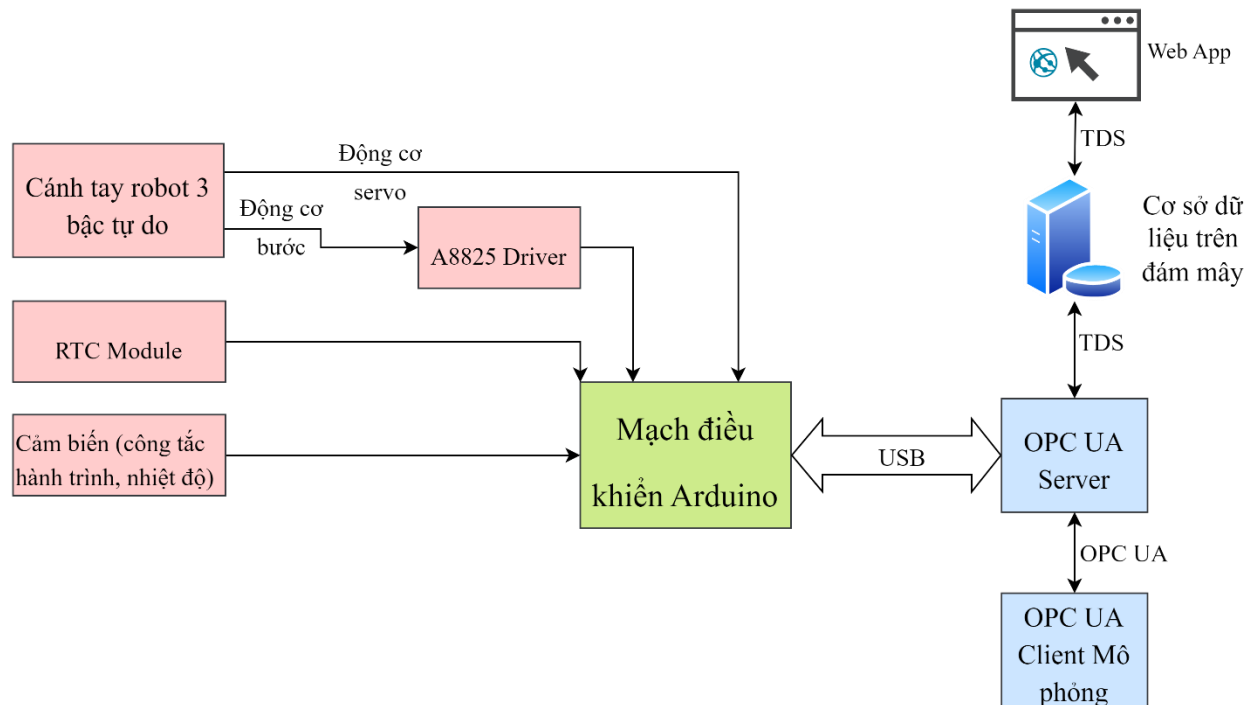 Web App
TDS
Cơ sở dữ
liệu trên
đám mây
TDS
Động cơ
servo
Cánh tay robot 3
bậc tự do
Động cơ
bước
A8825 Driver
RTC Module
Cảm biến (công tắc
hành trình, nhiệt độ)
Mạch điều
khiển Arduino
USB
OPC UA
Server
OPC UA
OPC UA
Client Mô
phỏng